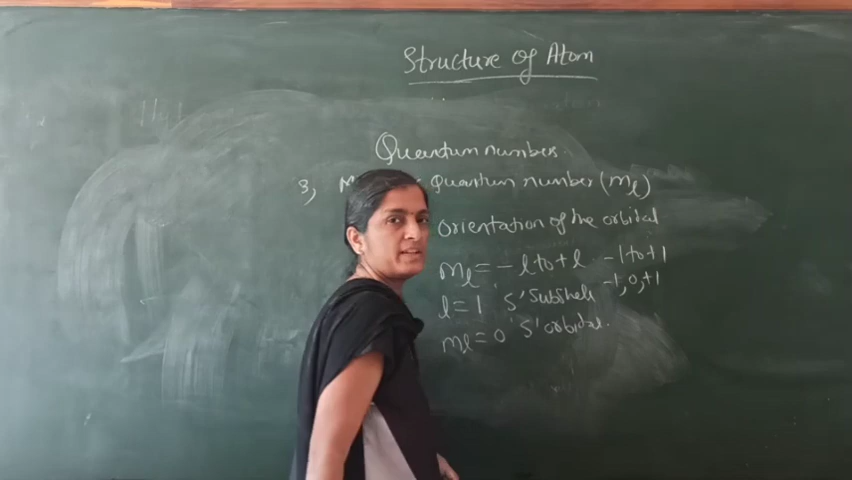 Structure of Atom
Quantum number.
3, Quantum number (ml)
orientation of the orbital
ml = -l to + l -1 to +1
l = 1 's' subshell -1, 0, +1
ml = 0 's' orbital.